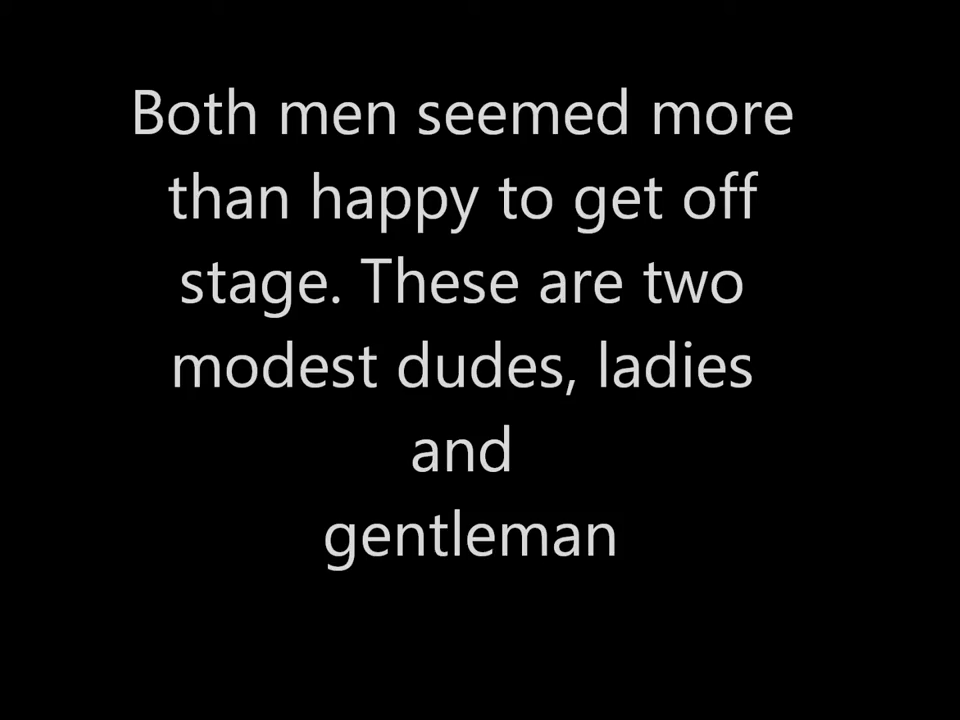 Both men seemed more
than happy to get off
stage. These are two
modest dudes, ladies
and
gentleman